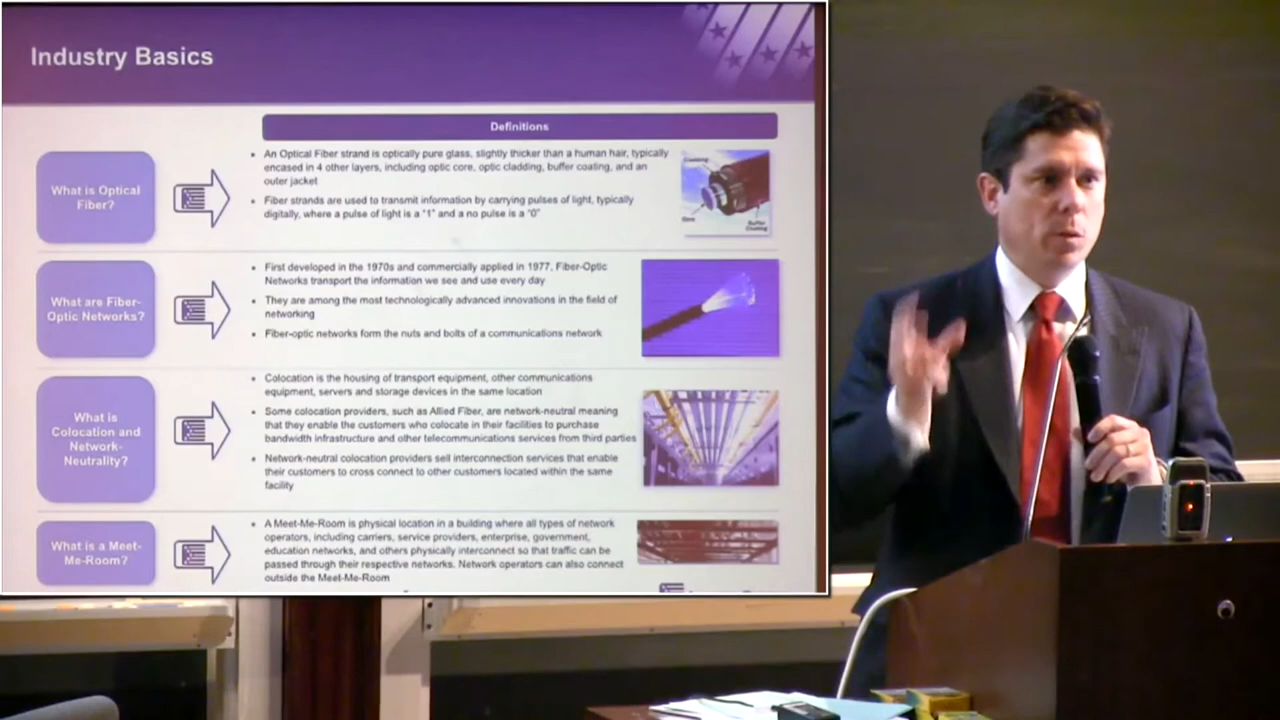 Industry Basics
Definitions
What is Optical
Fiber?
• An Optical Fiber strand is optically pure glass, slightly thicker than a human hair, typically
encased in 4 other layers, including optic core, optic cladding, buffer coating, and an
outer jacket
• Fiber strands are used to transmit information by carrying pulses of light, typically
digitally, where a pulse of light is a "1" and a no pulse is a "0"
Cladding
Core
Buffer
Coating
What are Fiber-
Optic Networks?
• First developed in the 1970s and commercially applied in 1977, Fiber-Optic
Networks transport the information we see and use every day
• They are among the most technologically advanced innovations in the field of
networking
• Fiber-optic networks form the nuts and bolts of a communications network
What is
Colocation and
Network-
Neutrality?
• Colocation is the housing of transport equipment, other communications
equipment, servers and storage devices in the same location
• Some colocation providers, such as Allied Fiber, are network-neutral meaning
that they enable the customers who colocate in their facilities to purchase
bandwidth infrastructure and other telecommunications services from third parties
• Network-neutral colocation providers sell interconnection services that enable
their customers to cross connect to other customers located within the same
facility
What is a Meet-
Me-Room?
• A Meet-Me-Room is physical location in a building where all types of network
operators, including carriers, service providers, enterprise, government,
education networks, and others physically interconnect so that traffic can be
passed through their respective networks. Network operators can also connect
outside the Meet-Me-Room